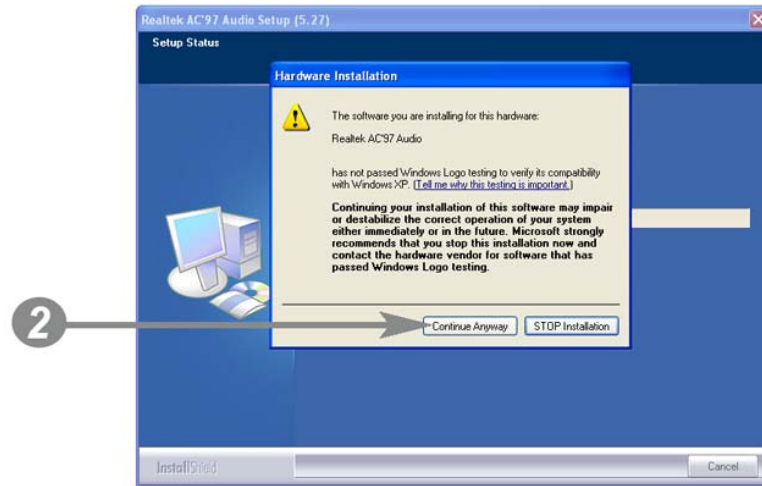 Realtek AC'97 Audio Setup (5.27)
Setup Status
Hardware Installation
The software you are installing for this hardware:
Realtek AC'97 Audio
has not passed Windows Logo testing to verify its compatibility
with Windows XP. (Tell me why this testing is important.)
Continuing your installation of this software may impair
or destabilize the correct operation of your system
either immediately or in the future. Microsoft strongly
recommends that you stop this installation now and
contact the hardware vendor for software that has
passed Windows Logo testing.
2
Continue Anyway STOP Installation
InstallShield
Cancel